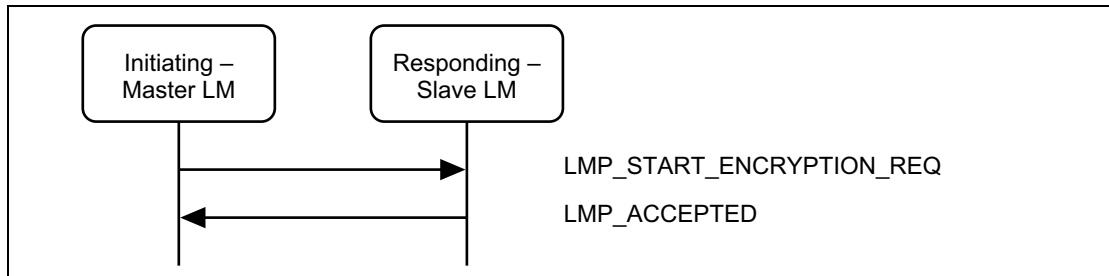 Initiating –
Master LM
Responding –
Slave LM
LMP_START_ENCRYPTION_REQ
LMP_ACCEPTED